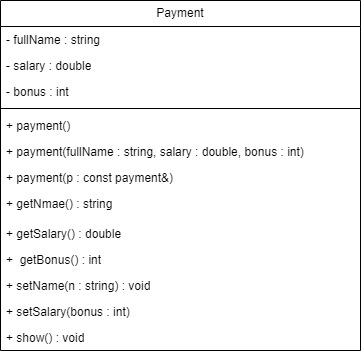 Payment
- fullName : string
- salary : double
- bonus : int
+ payment()
+ payment(fullName : string, salary : double, bonus : int)
+ payment(p : const payment&)
+ getNmae() : string
+ getSalary() : double
+ getBonus() : int
+ setName(n : string) : void
+ setSalary(bonus : int)
+ show() : void